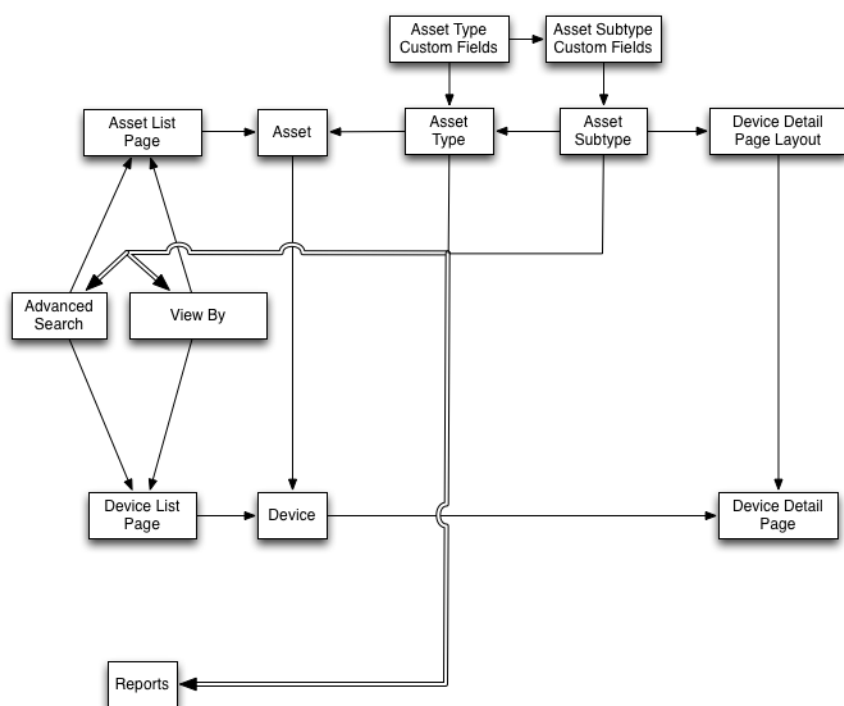 Asset Type
Custom Fields
Asset Subtype
Custom Fields
Asset List
Page
Asset
Asset
Type
Asset
Subtype
Device Detail
Page Layout
Advanced
Search
View By
Device List
Page
Device
Device Detail
Page
Reports